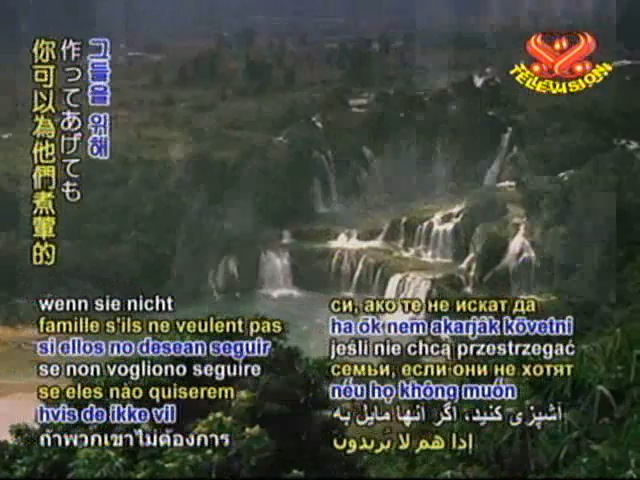 你可以為他們煮葷的
作ってあげても
그들을 위해
TELEVISION
wenn sie nicht
famille s'ils ne veulent pas
si ellos no desean seguir
se non vogliono seguire
se eles não quiserem
hvis de ikke vil
ถ้าพวกเขาไม่ต้องการ
си, ако те не искат да
ha ők nem akarják követni
jeśli nie chcą przestrzegać
семьи, если они не хотят
nếu họ không muốn
آشپزی کنید، اگر آنها مایل به
إذا هم لا يريدون